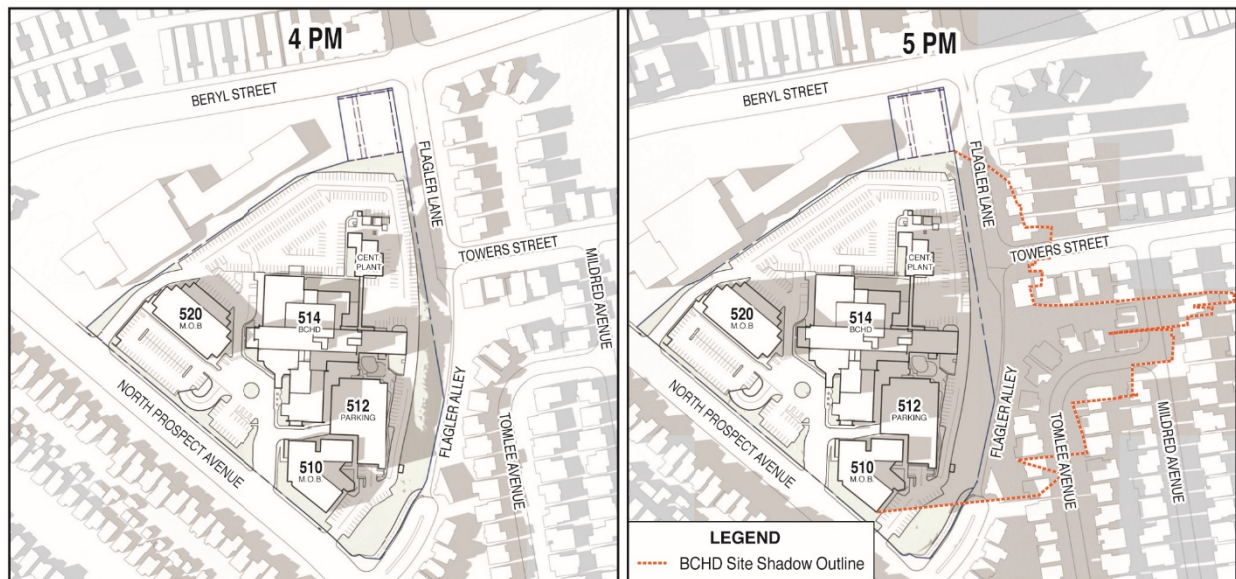 4 PM
BERYL STREET
FLAGLER LANE
TOWERS STREET
CENT.
PLANT
MILDRED AVENUE
520
M.O.B.
514
BCHD
NORTH PROSPECT AVENUE
512
PARKING
FLAGLER ALLEY
TOMLEE AVENUE
510
M.O.B.
5 PM
BERYL STREET
FLAGLER LANE
TOWERS STREET
CENT.
PLANT
520
M.O.B.
514
BCHD
NORTH PROSPECT AVENUE
512
PARKING
FLAGLER ALLEY
TOMLEE AVENUE
MILDRED AVENUE
510
M.O.B.
LEGEND
BCHD Site Shadow Outline